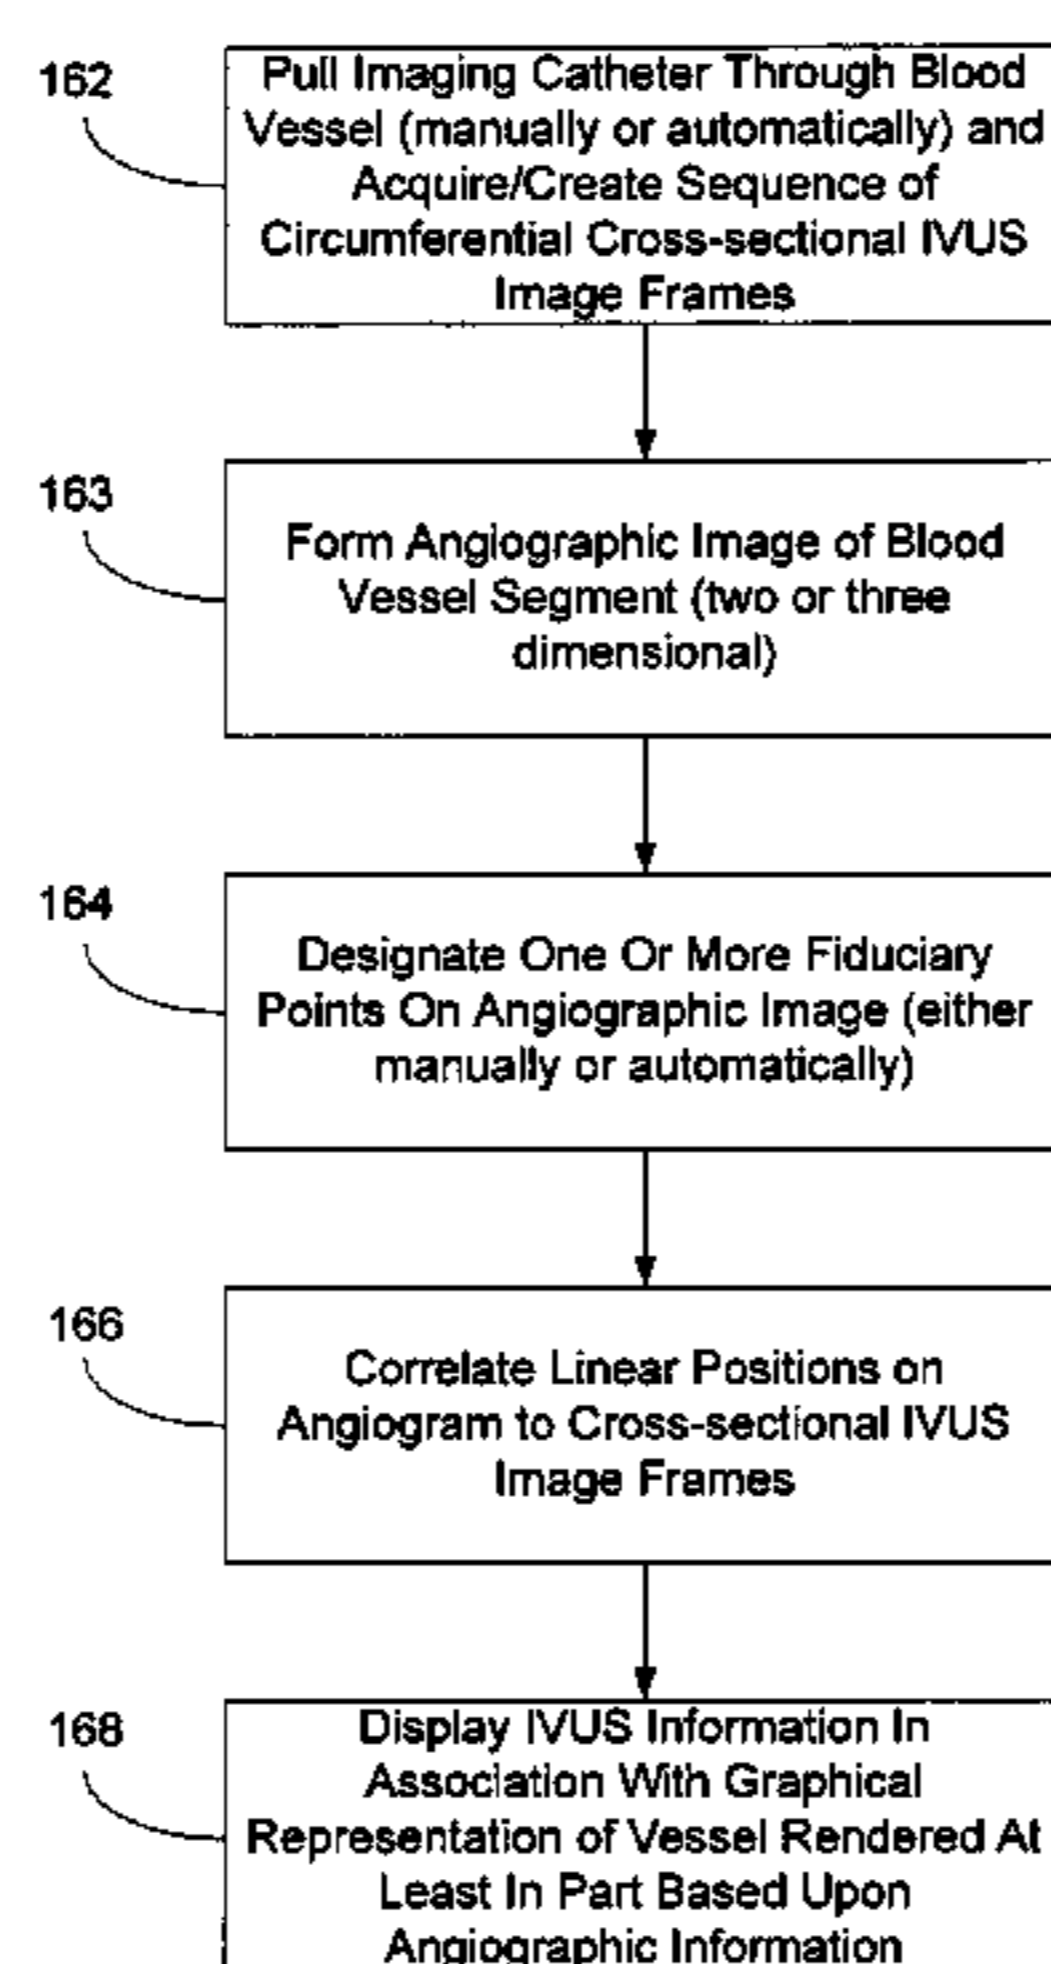 162
Pull Imaging Catheter Through Blood
Vessel (manually or automatically) and
Acquire/Create Sequence of
Circumferential Cross-sectional IVUS
Image Frames
163
Form Angiographic Image of Blood
Vessel Segment (two or three
dimensional)
164
Designate One Or More Fiduciary
Points On Angiographic Image (either
manually or automatically)
166
Correlate Linear Positions on
Angiogram to Cross-sectional IVUS
Image Frames
168
Display IVUS Information In
Association With Graphical
Representation of Vessel Rendered At
Least In Part Based Upon
Angiographic Information